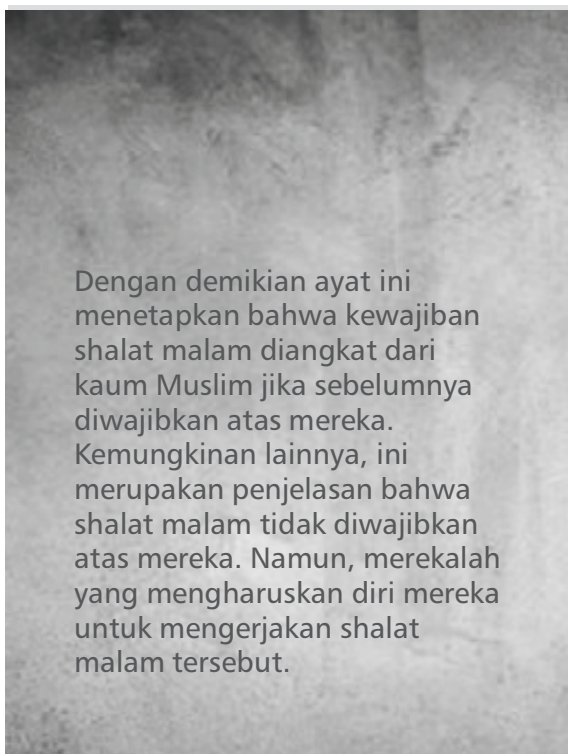 Dengan demikian ayat ini
menetapkan bahwa kewajiban
shalat malam diangkat dari
kaum Muslim jika sebelumnya
diwajibkan atas mereka.
Kemungkinan lainnya, ini
merupakan penjelasan bahwa
shalat malam tidak diwajibkan
atas mereka. Namun, merekalah
yang mengharuskan diri mereka
untuk mengerjakan shalat
malam tersebut.